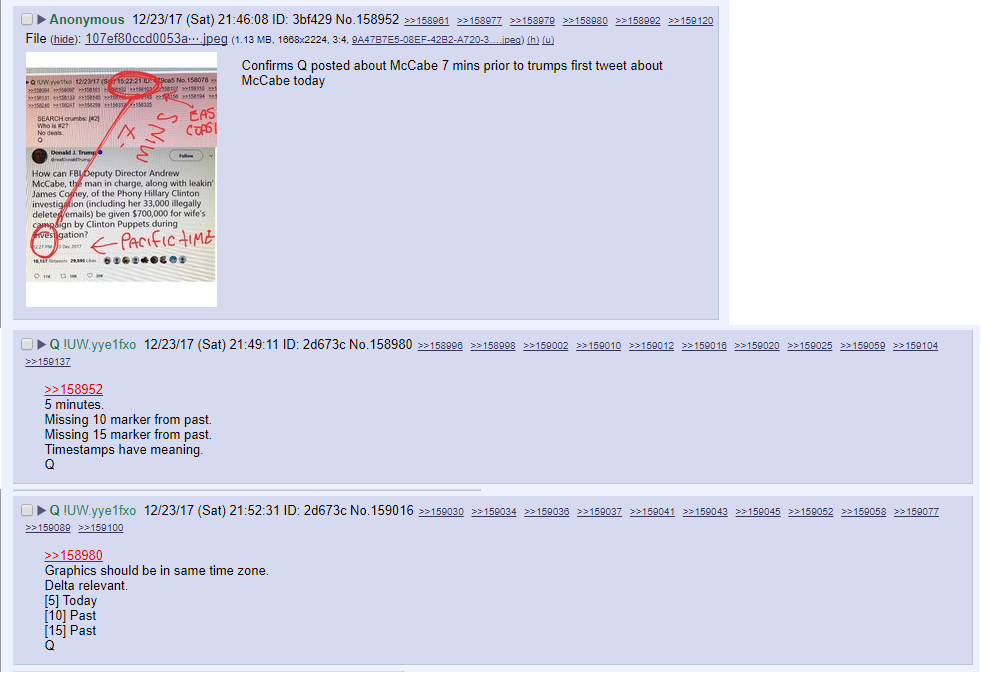 Anonymous 12/23/17 (Sat) 21:46:08 ID: 3bf429 No.158952 >>158961 >>158977 >>158979 >>158980 >>158992 >>159120
File (hide): 107ef80ccd0053a···.jpeg (1.13 MB, 1668x2224, 3:4, 9A47B7E5-08EF-42B2-A720-3….jpeg) (h) (u)
Confirms Q posted about McCabe 7 mins prior to trumps first tweet about
McCabe today
12/23/17 15:22:21 No.158078
SEARCH crumbs: [#2]
Who is #2?
No deals.
Q
7 MINS
EAS
COAST
Donald J. Trump
@realDonaldTrump
Follow
How can FBI Deputy Director Andrew
McCabe, the man in charge, along with leakin'
James Comey, of the Phony Hillary Clinton
investigation (including her 33,000 illegally
deleted emails) be given $700,000 for wife's
campaign by Clinton Puppets during
investigation?
12:27 PM Dec 2017
PACIFIC TIME
Retweets Likes
Q !UW.yye1fxo 12/23/17 (Sat) 21:49:11 ID: 2d673c No.158980 >>158996 >>158998 >>159002 >>159010 >>159012 >>159016 >>159020 >>159025 >>159059 >>159104
>>159137
>>158952
5 minutes.
Missing 10 marker from past.
Missing 15 marker from past.
Timestamps have meaning.
Q
Q !UW.yye1fxo 12/23/17 (Sat) 21:52:31 ID: 2d673c No.159016 >>159030 >>159034 >>159036 >>159037 >>159041 >>159043 >>159045 >>159052 >>159058 >>159077
>>159089 >>159100
>>158980
Graphics should be in same time zone.
Delta relevant.
[5] Today
[10] Past
[15] Past
Q